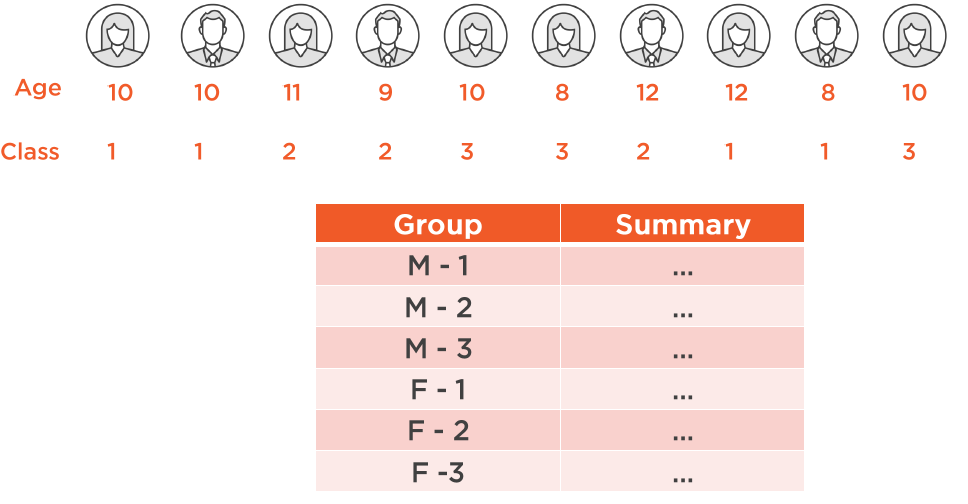 Age 10 10 11 9 10 8 12 12 8 10
Class 1 1 2 2 3 3 2 1 1 3
Group Summary
M - 1 ...
M - 2 ...
M - 3 ...
F - 1 ...
F - 2 ...
F -3 ...